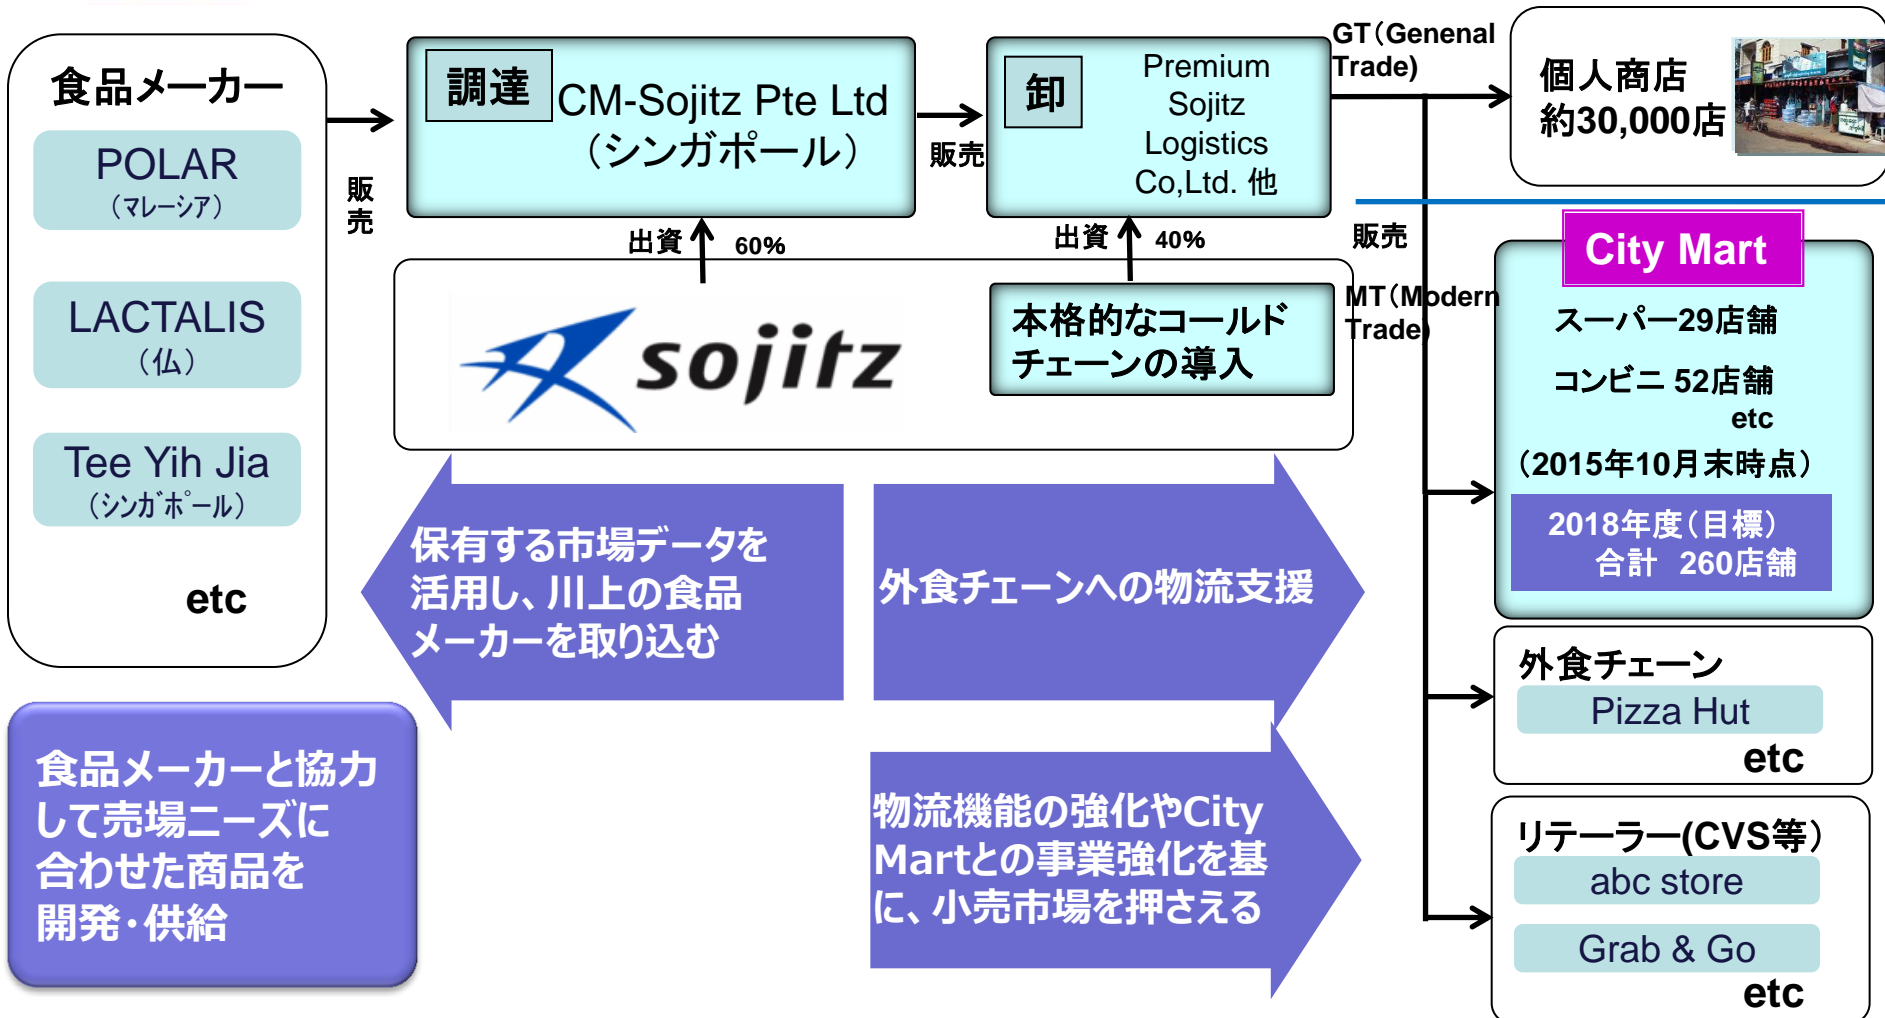 食品メーカー
POLAR
（マレーシア）
LACTALIS
（仏）
Tee Yih Jia
（シンガポール）
etc
販
売
調達
CM-Sojitz Pte Ltd
（シンガポール）
販売
卸
Premium
Sojitz
Logistics
Co,Ltd. 他
出資
60%
出資
40%
sojitz
本格的なコールド
チェーンの導入
GT（Genenal
Trade)
販売
MT（Modern
Trade)
個人商店
約30,000店
City Mart
スーパー29店舗
コンビニ 52店舗
etc
（2015年10月末時点）
2018年度（目標）
合計 260店舗
外食チェーン
Pizza Hut
etc
リテーラー(CVS等）
abc store
Grab & Go
etc
保有する市場データを
活用し、川上の食品
メーカーを取り込む
外食チェーンへの物流支援
物流機能の強化やCity
Martとの事業強化を基
に、小売市場を押さえる
食品メーカーと協力
して売場ニーズに
合わせた商品を
開発・供給